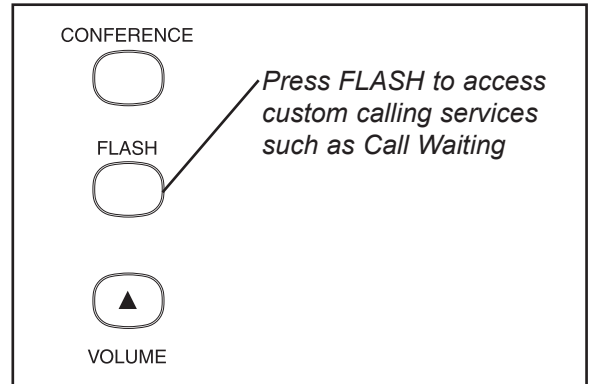 CONFERENCE
Press FLASH to access
custom calling services
such as Call Waiting
FLASH
VOLUME